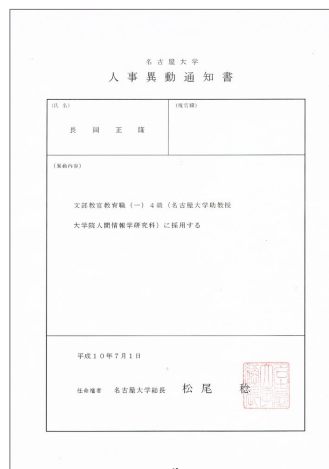 名古屋大学
人事異動通知書
（氏名）
（現官職）
長岡正隆
（異動内容）
文部教官教育職（一）４級（名古屋大学助教授
大学院人間情報学研究科）に採用する
平成１０年７月１日
任命権者　名古屋大学総長　松尾　稔